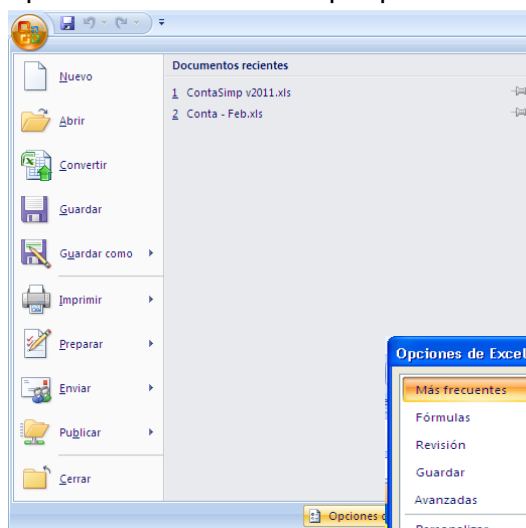 Nuevo
Abrir
Convertir
Guardar
Guardar como
Imprimir
Preparar
Enviar
Publicar
Cerrar
Documentos recientes
1 ContaSimp v2011.xls
2 Conta - Feb.xls
Opciones
Opciones de Excel
Más frecuentes
Fórmulas
Revisión
Guardar
Avanzadas